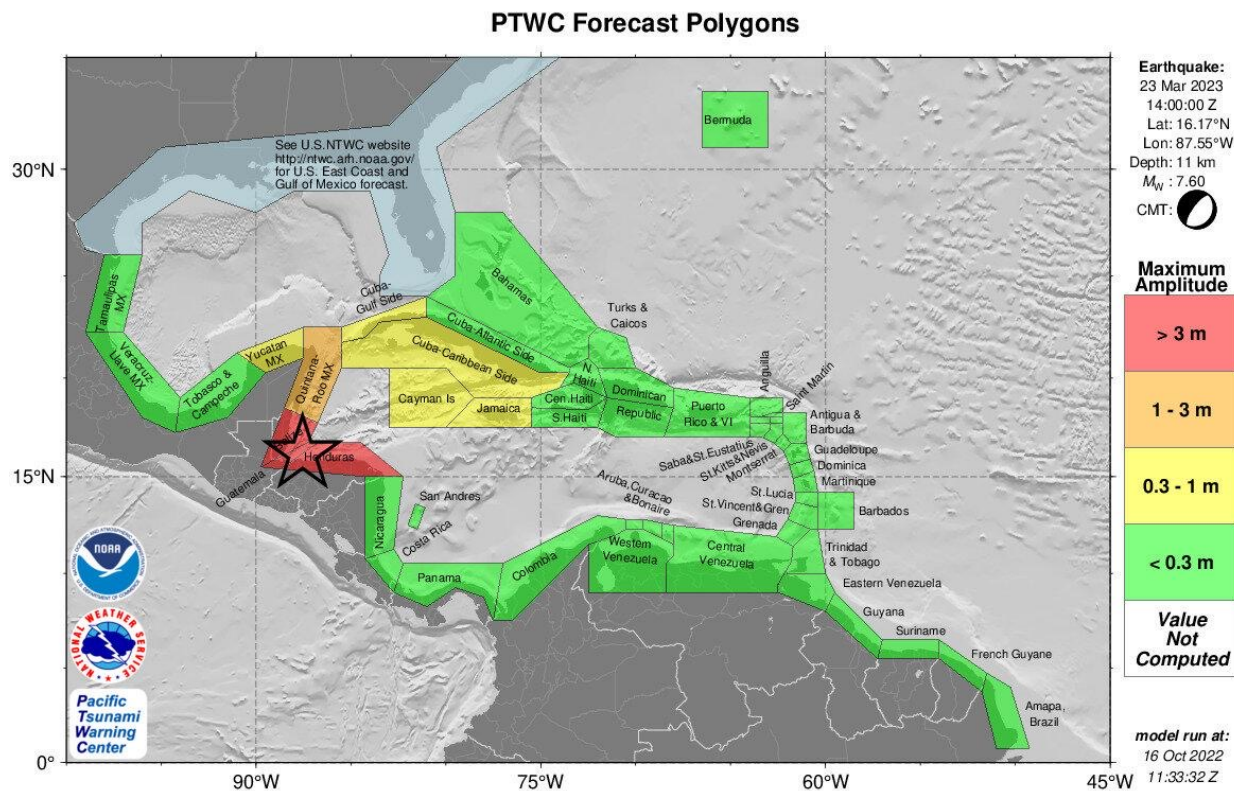 PTWC Forecast Polygons
Earthquake:
23 Mar 2023
14:00:00 Z
Lat: 16.17°N
Lon: 87.55°W
Depth: 11 km
MW : 7.60
CMT:
Bermuda
See U.S.NTWC website
http://ntwc.arh.noaa.gov/
for U.S. East Coast and
Gulf of Mexico forecast.
30°N
15°N
0°
90°W
75°W
60°W
45°W
Tamaulipas
MX
Veracruz-
Llave MX
Tobasco &
Campeche
Yucatan
MX
Quintana-
Roo MX
Cuba-
Gulf Side
Bahamas
Cuba-Atlantic Side
Cuba-Caribbean Side
Turks &
Caicos
Cayman Is
Jamaica
N.
Haiti
Cen.Haiti
S.Haiti
Dominican
Republic
Puerto
Rico & VI
Anguilla
Saint Martin
Antigua &
Barbuda
Saba&St.Eustatius
St.Kitts&Nevis
Montserrat
Guadeloupe
Dominica
Martinique
St.Lucia
St.Vincent&Gren
Barbados
Grenada
Honduras
Guatemala
Nicaragua
San Andres
Costa Rica
Panama
Colombia
Aruba,Curacao
&Bonaire
Western
Venezuela
Central
Venezuela
Trinidad
& Tobago
Eastern Venezuela
Guyana
Suriname
French Guyane
Amapa,
Brazil
Maximum
Amplitude
> 3 m
1 - 3 m
0.3 - 1 m
< 0.3 m
Value
Not
Computed
model run at:
16 Oct 2022
11:33:32 Z
NOAA
NATIONAL WEATHER SERVICE
Pacific
Tsunami
Warning
Center